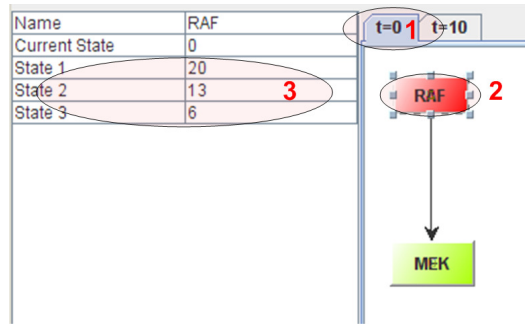 Name RAF
Current State 0
State 1 20
State 2 13
State 3 6
3
t=0 1 t=10
RAF 2
MEK